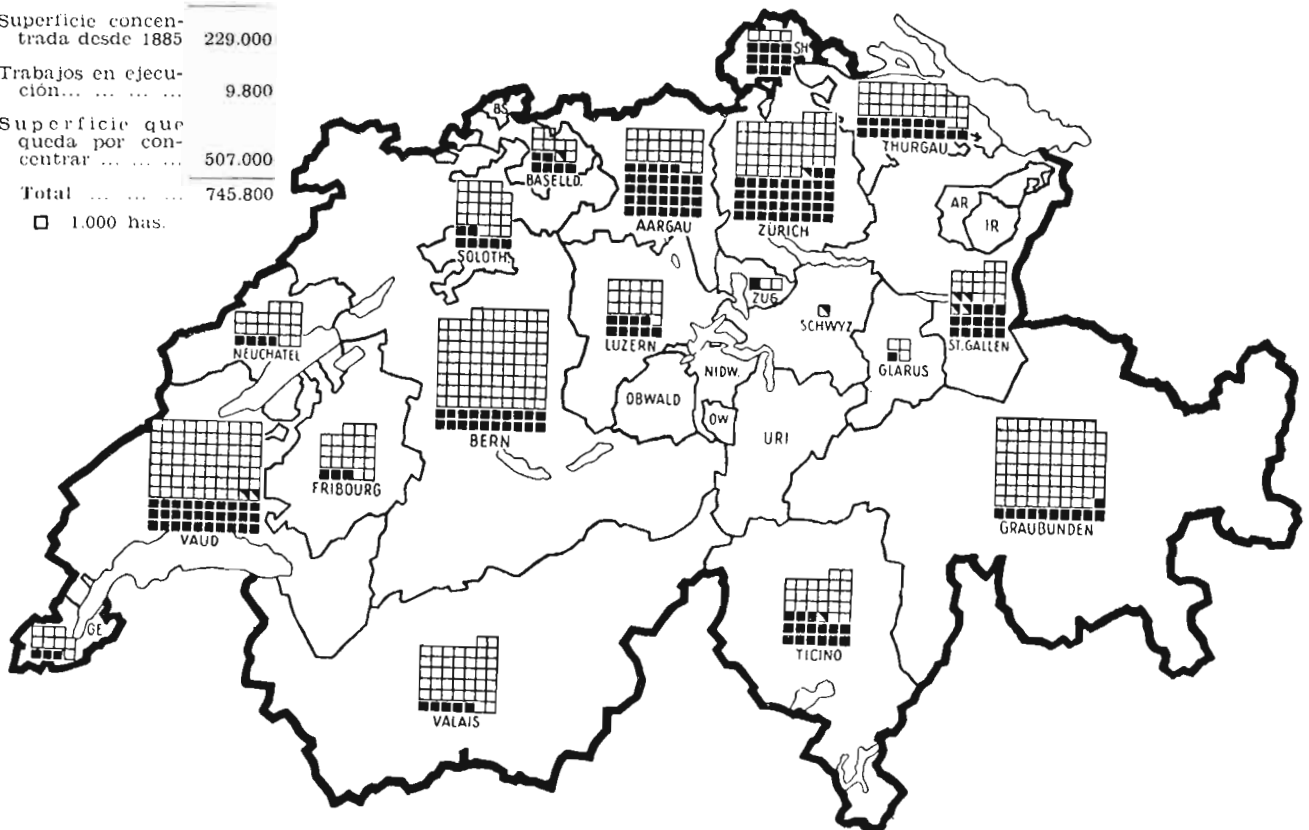 Superficie concen-
trada desde 1885 229.000
Trabajos en ejecu-
ción... ... ... ... 9.800
Superficie que
queda por con-
centrar ... ... ... 507.000
Total ... ... ... 745.800
1.000 has.
SH
BS
THURGAU
BASELLD.
AARGAU
ZÜRICH
AR
IR
SOLOTH.
ZUG
SCHWYZ
NEUCHATEL
LUZERN
ST.GALLEN
GLARUS
NIDW.
OBWALD
OW
URI
BERN
FRIBOURG
VAUD
GRAUBUNDEN
GE
TICINO
VALAIS